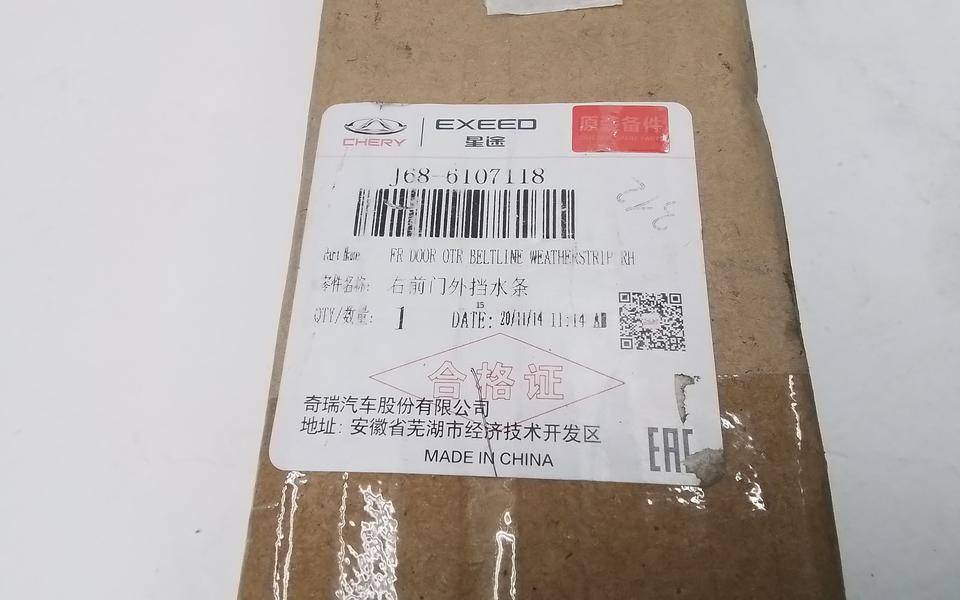 CHERY
EXEED
星途
原装备件
J68-6107118
Part Name: FR DOOR OTR BELTLINE WEATHERSTRIP RH
零件名称: 右前门外挡水条
15
QTY/数量: 1 DATE: 20/11/14 11:14 AM
合格证
奇瑞汽车股份有限公司
地址: 安徽省芜湖市经济技术开发区
MADE IN CHINA
EAC